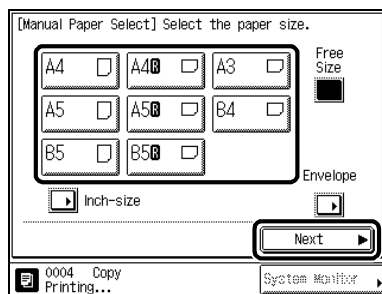 [Manual Paper Select] Select the paper size.
A4 A4R A3 Free Size
A5 A5R B4
B5 B5R
Envelope
Inch-size
Next
0004 Copy
Printing...
System Monitor